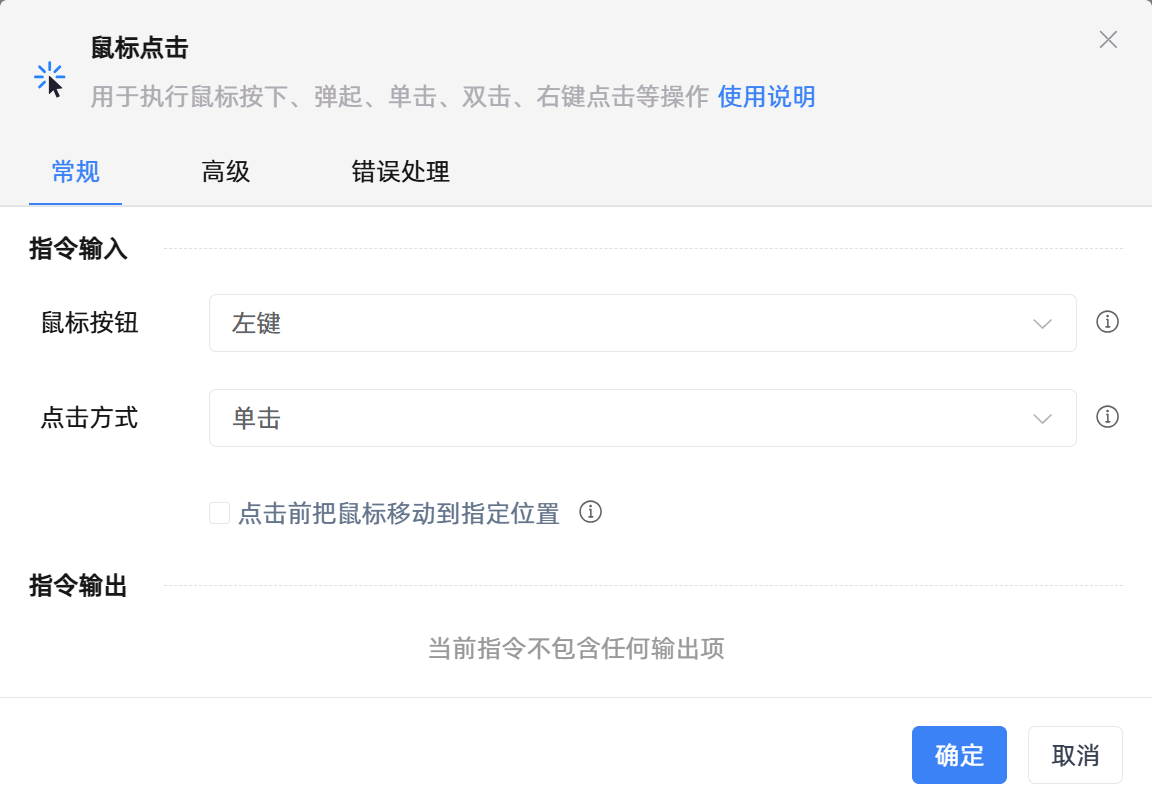 鼠标点击
用于执行鼠标按下、弹起、单击、双击、右键点击等操作 使用说明
常规 高级 错误处理
指令输入
鼠标按钮 左键
点击方式 单击
点击前把鼠标移动到指定位置
指令输出
当前指令不包含任何输出项
确定 取消